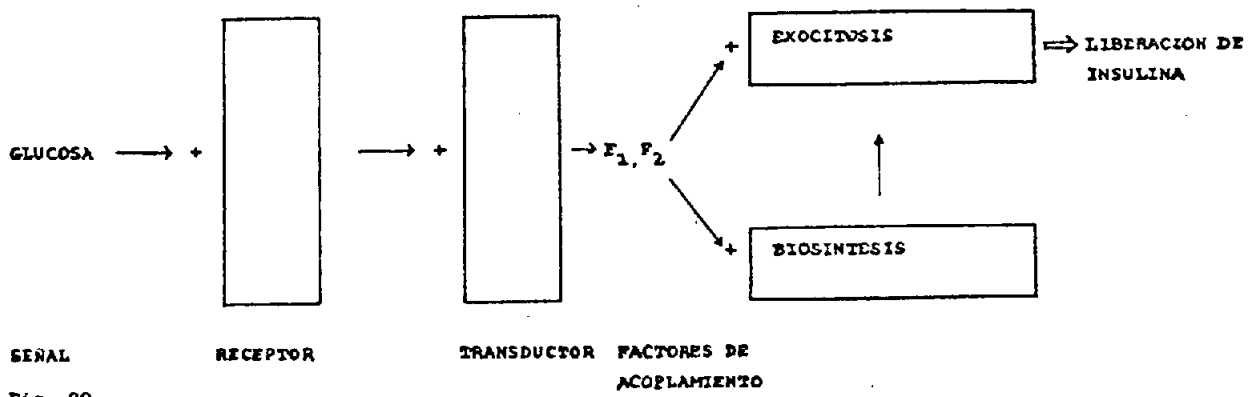 + EXOCITOSIS ⇒ LIBERACION DE
INSULINA
GLUCOSA → + → + → F1, F2
+ BIOSINTESIS
SEÑAL RECEPTOR TRANSDUCTOR FACTORES DE
ACOPLAMIENTO